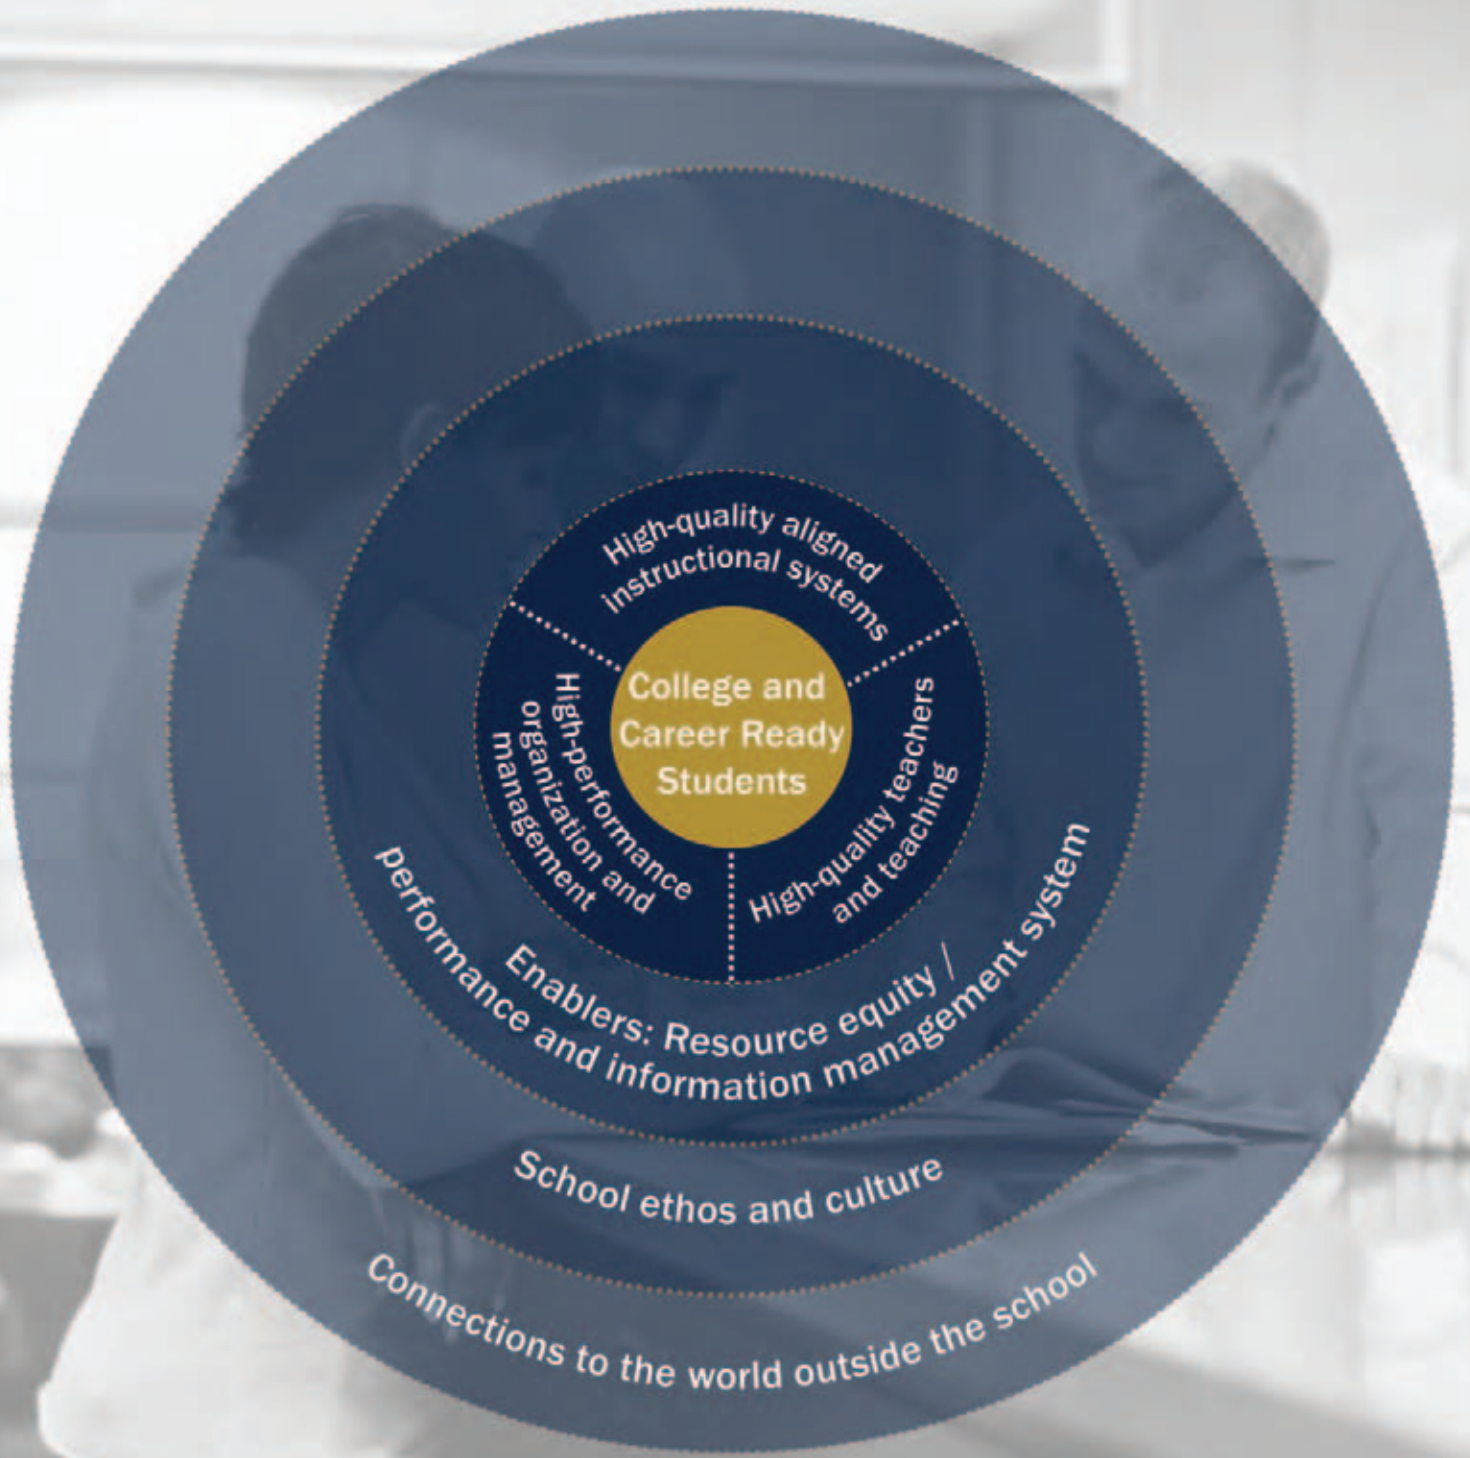 High-quality aligned
instructional systems
College and
Career Ready
Students
High-performance
organization and
management
High-quality teachers
and teaching
Enablers: Resource equity /
performance and information management system
School ethos and culture
Connections to the world outside the school